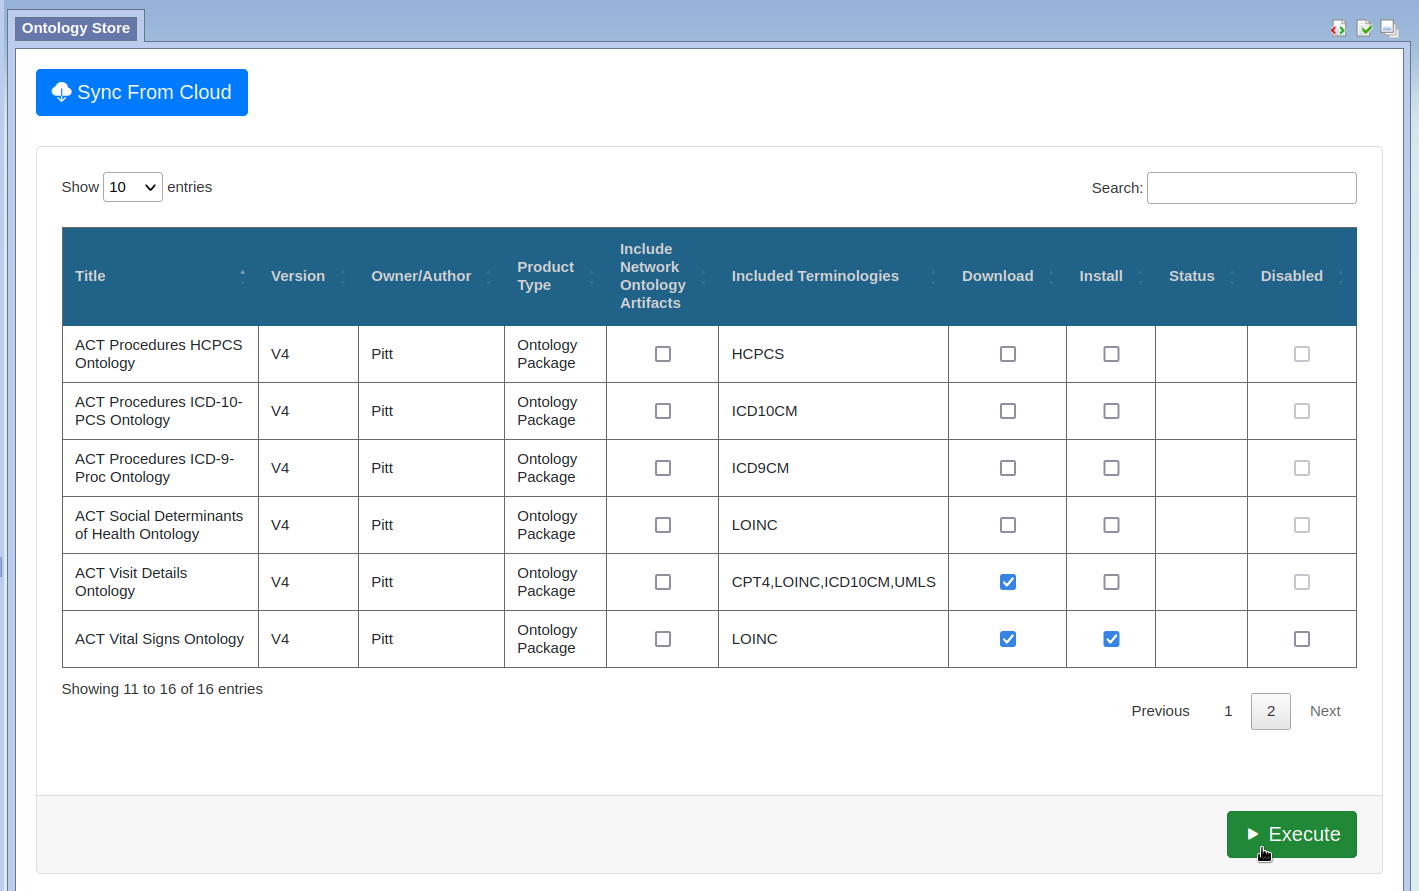 Ontology Store
Sync From Cloud
Show 10 entries
Search:
Title
Version
Owner/Author
Product
Type
Include
Network
Ontology
Artifacts
Included Terminologies
Download
Install
Status
Disabled
ACT Procedures HCPCS
Ontology
V4
Pitt
Ontology
Package
HCPCS
ACT Procedures ICD-10-
PCS Ontology
V4
Pitt
Ontology
Package
ICD10CM
ACT Procedures ICD-9-
Proc Ontology
V4
Pitt
Ontology
Package
ICD9CM
ACT Social Determinants
of Health Ontology
V4
Pitt
Ontology
Package
LOINC
ACT Visit Details
Ontology
V4
Pitt
Ontology
Package
CPT4,LOINC,ICD10CM,UMLS
ACT Vital Signs Ontology
V4
Pitt
Ontology
Package
LOINC
Showing 11 to 16 of 16 entries
Previous 1 2 Next
Execute